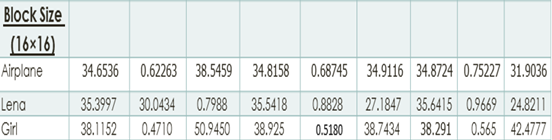 Block Size
(16×16)
Airplane 34.6536 0.62263 38.5459 34.8158 0.68745 34.9116 34.8724 0.75227 31.9036
Lena 35.3997 30.0434 0.7988 35.5418 0.8828 27.1847 35.6415 0.9669 24.8211
Girl 38.1152 0.4710 50.9450 38.925 0.5180 38.7434 38.291 0.565 42.4777